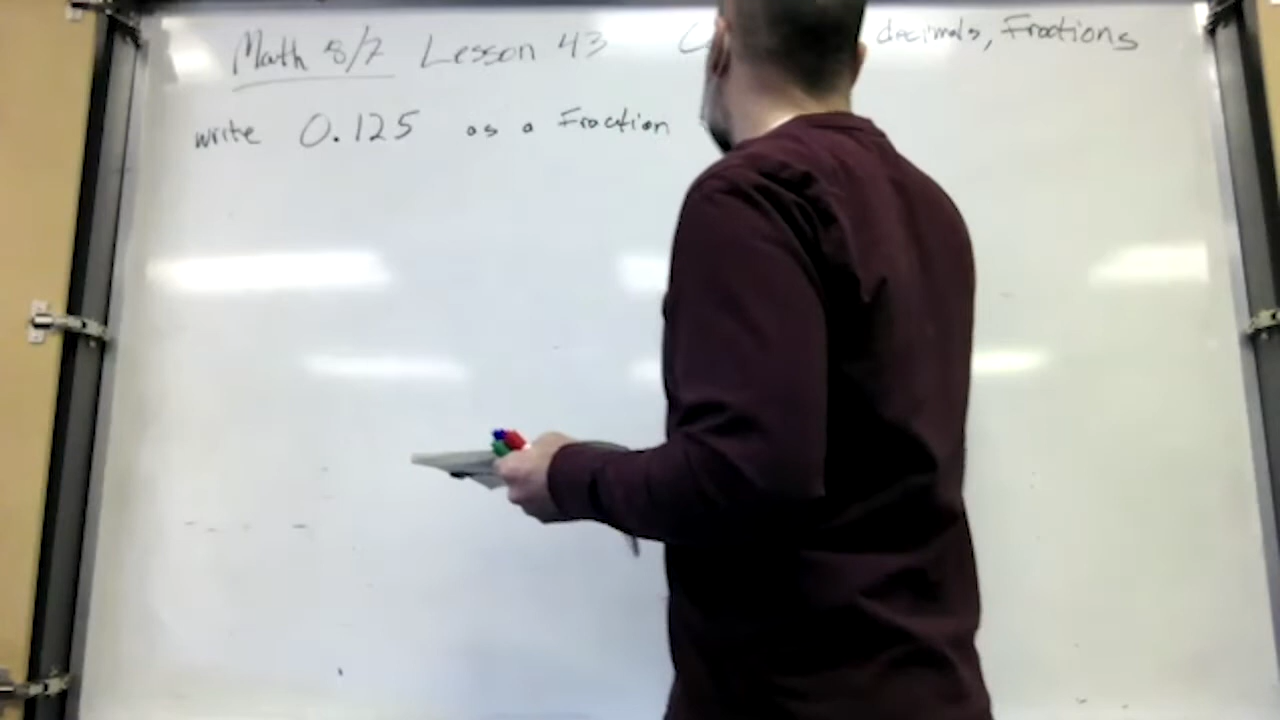 Math 8/7 Lesson 43 decimals, Fractions
write 0.125 as a Fraction